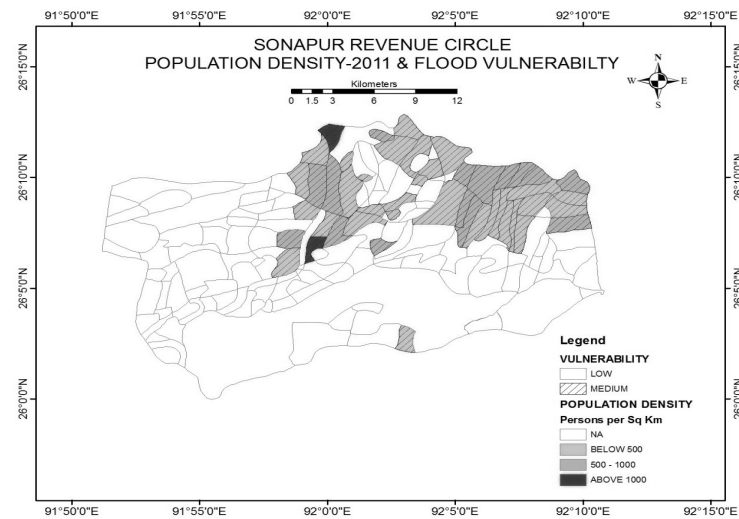 91°50'0"E 91°55'0"E 92°0'0"E 92°5'0"E 92°10'0"E 92°15'0"E
SONAPUR REVENUE CIRCLE
POPULATION DENSITY-2011 & FLOOD VULNERABILTY
Kilometers
0 1.5 3 6 9 12
N
W E
S
26°15'0"N 26°15'0"N
26°10'0"N 26°10'0"N
26°5'0"N 26°5'0"N
26°0'0"N 26°0'0"N
Legend
VULNERABILITY
LOW
MEDIUM
POPULATION DENSITY
Persons per Sq Km
NA
BELOW 500
500 - 1000
ABOVE 1000
91°50'0"E 91°55'0"E 92°0'0"E 92°5'0"E 92°10'0"E 92°15'0"E